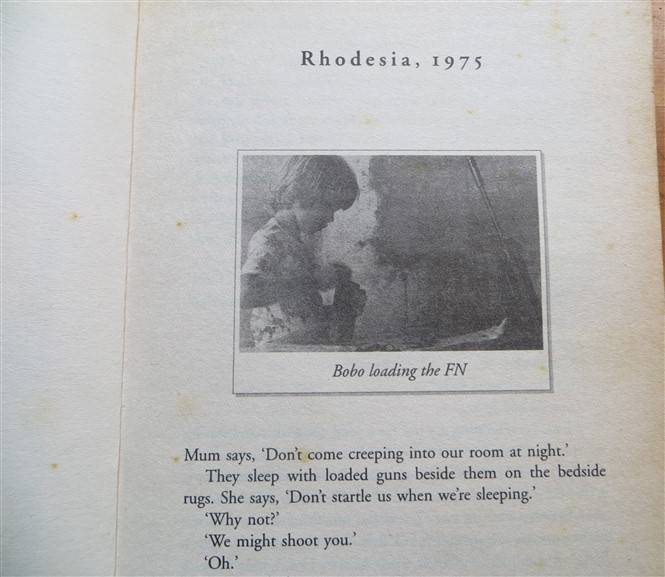 Rhodesia, 1975
Bobo loading the FN
Mum says, ‘Don’t come creeping into our room at night.’
They sleep with loaded guns beside them on the bedside
rugs. She says, ‘Don’t startle us when we’re sleeping.’
‘Why not?’
‘We might shoot you.’
‘Oh.’